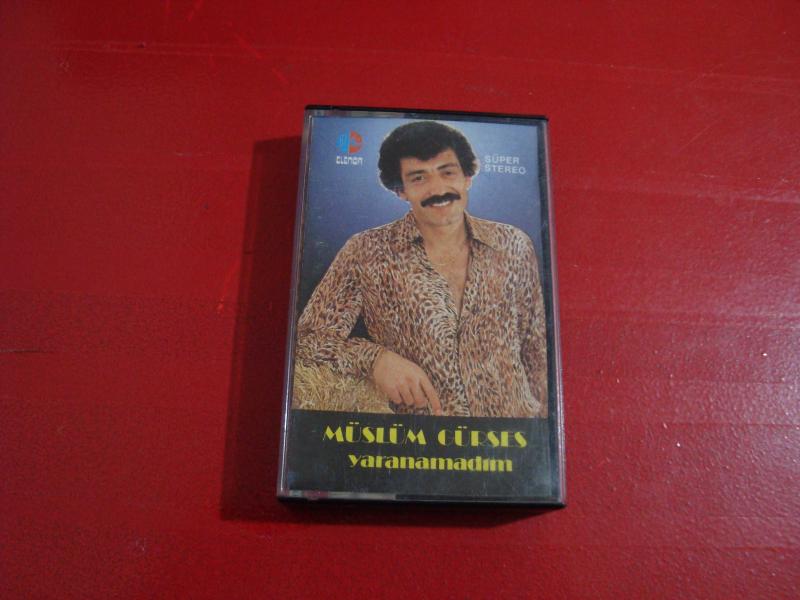 ELENOR
SÜPER
STEREO
MÜSLÜM GÜRSES
yaranamadım